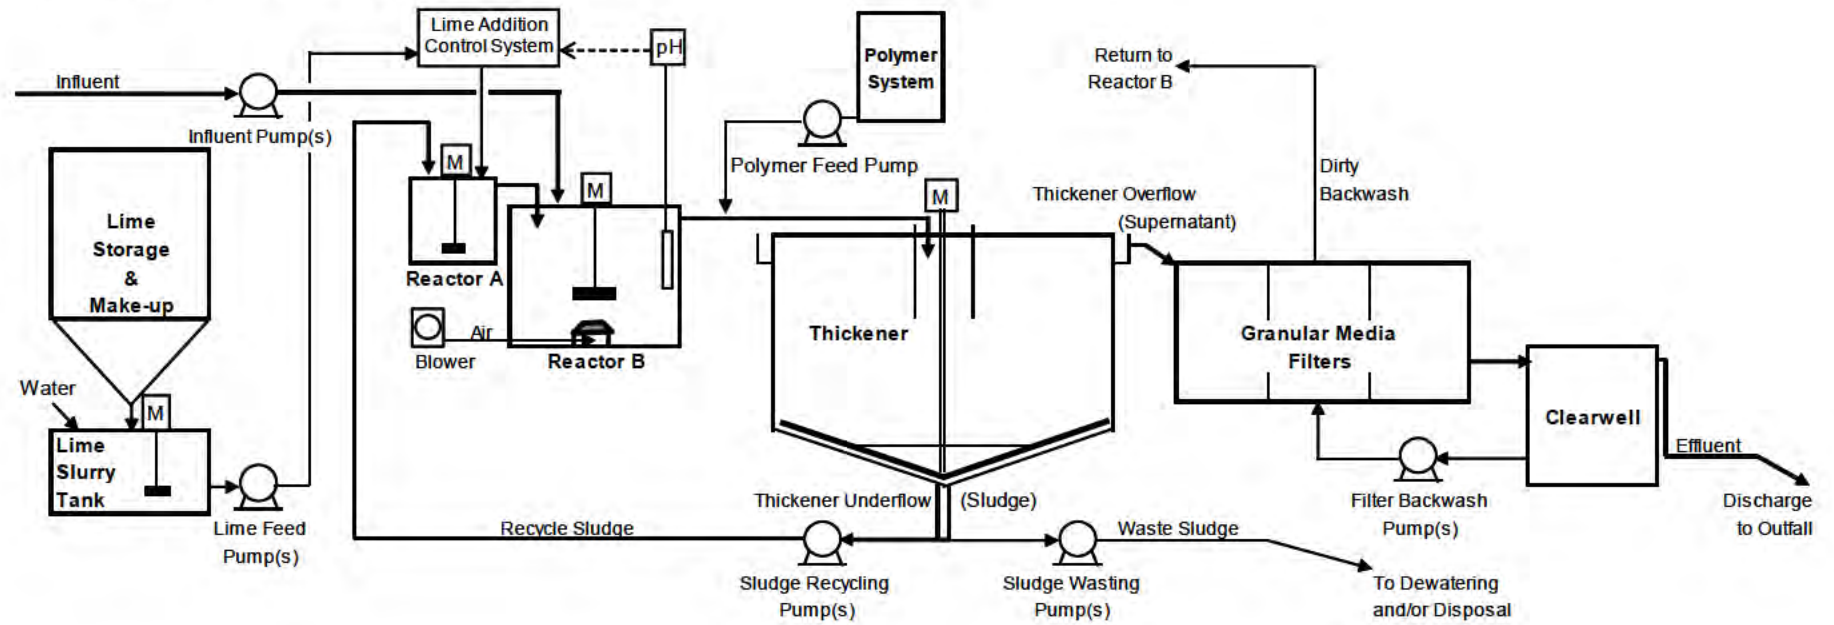 Lime Addition
Control System
pH
Polymer
System
Return to
Reactor B
Influent
Influent Pump(s)
M
M
Polymer Feed Pump
Dirty
Backwash
M
Thickener Overflow
(Supernatant)
Lime
Storage
&
Make-up
Reactor A
Air
Blower
Reactor B
Thickener
Granular Media
Filters
Water
M
Lime
Slurry
Tank
Lime Feed
Pump(s)
Clearwell
Effluent
Discharge
to Outfall
Thickener Underflow
(Sludge)
Filter Backwash
Pump(s)
Recycle Sludge
Waste Sludge
Sludge Recycling
Pump(s)
Sludge Wasting
Pump(s)
To Dewatering
and/or Disposal